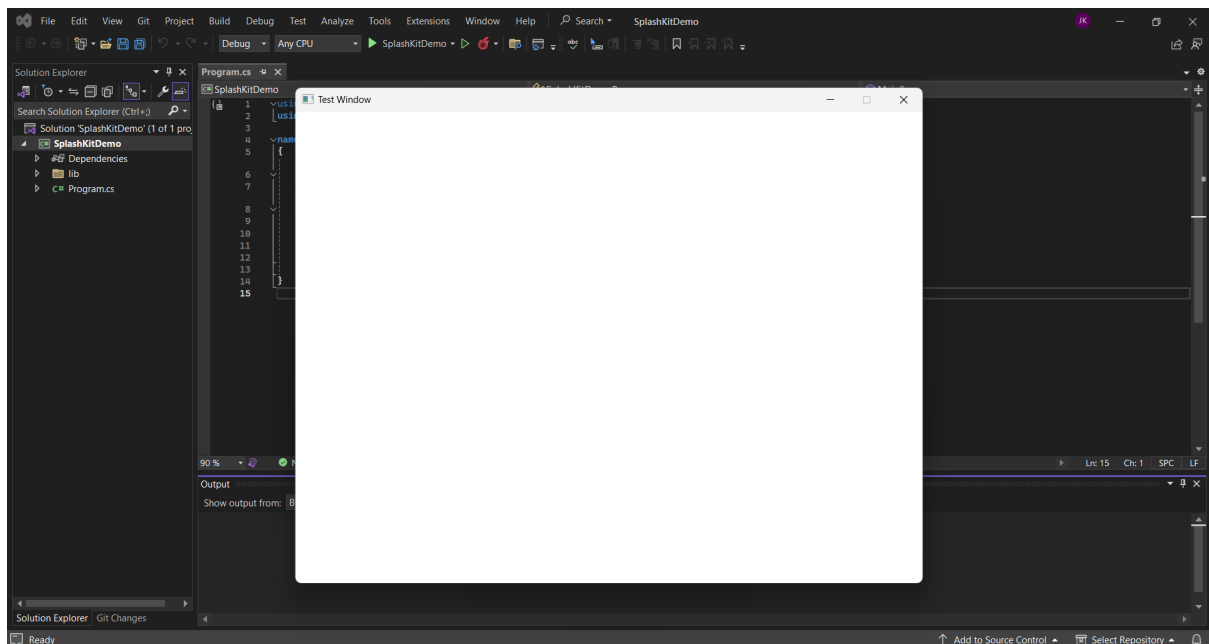 File Edit View Git Project Build Debug Test Analyze Tools Extensions Window Help Search SplashKitDemo JK
Debug Any CPU SplashKitDemo
Solution Explorer
Program.cs
SplashKitDemo
Search Solution Explorer (Ctrl+;)
Solution 'SplashKitDemo' (1 of 1 pro
SplashKitDemo
Dependencies
lib
C# Program.cs
Test Window
1 usi
2 usi
3
4 nam
5 {
6
7
8
9
10
11
12
13
14 }
15
90 % Ln: 15 Ch: 1 SPC LF
Output
Show output from: B
Solution Explorer Git Changes
Ready Add to Source Control Select Repository